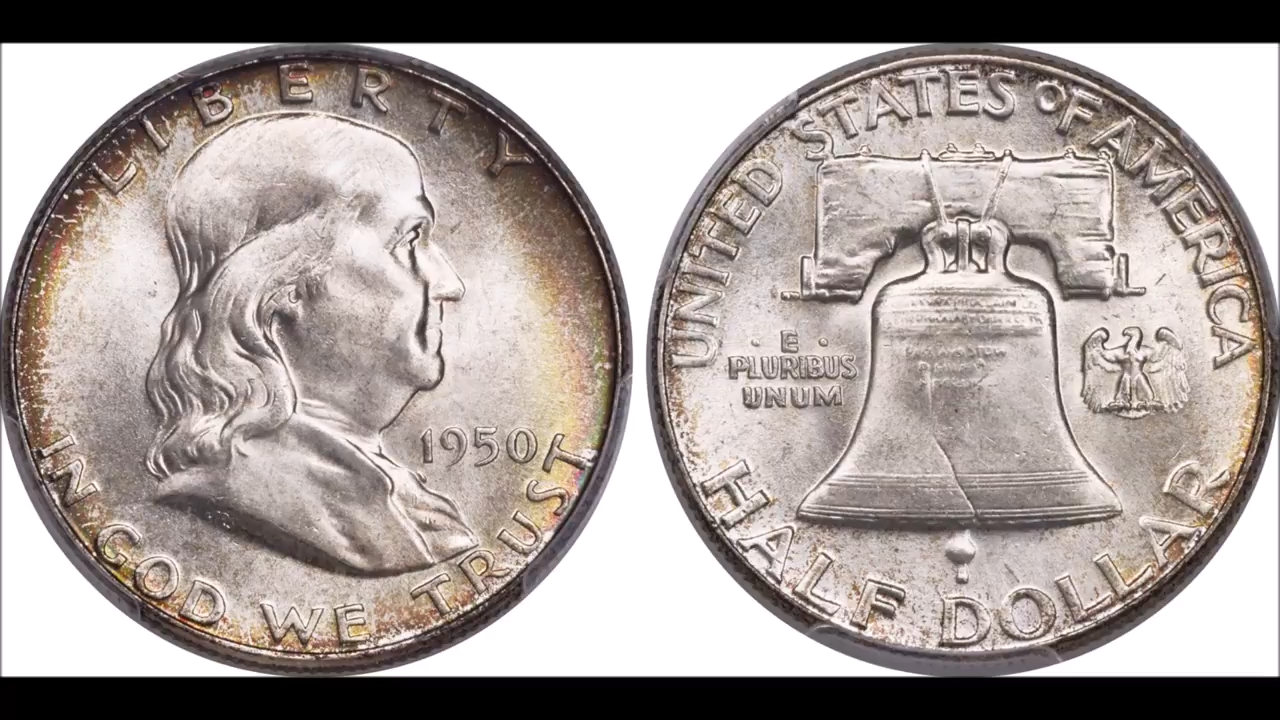 LIBERTY
1950
IN GOD WE TRUST
UNITED STATES OF AMERICA
· E ·
PLURIBUS
UNUM
HALF DOLLAR